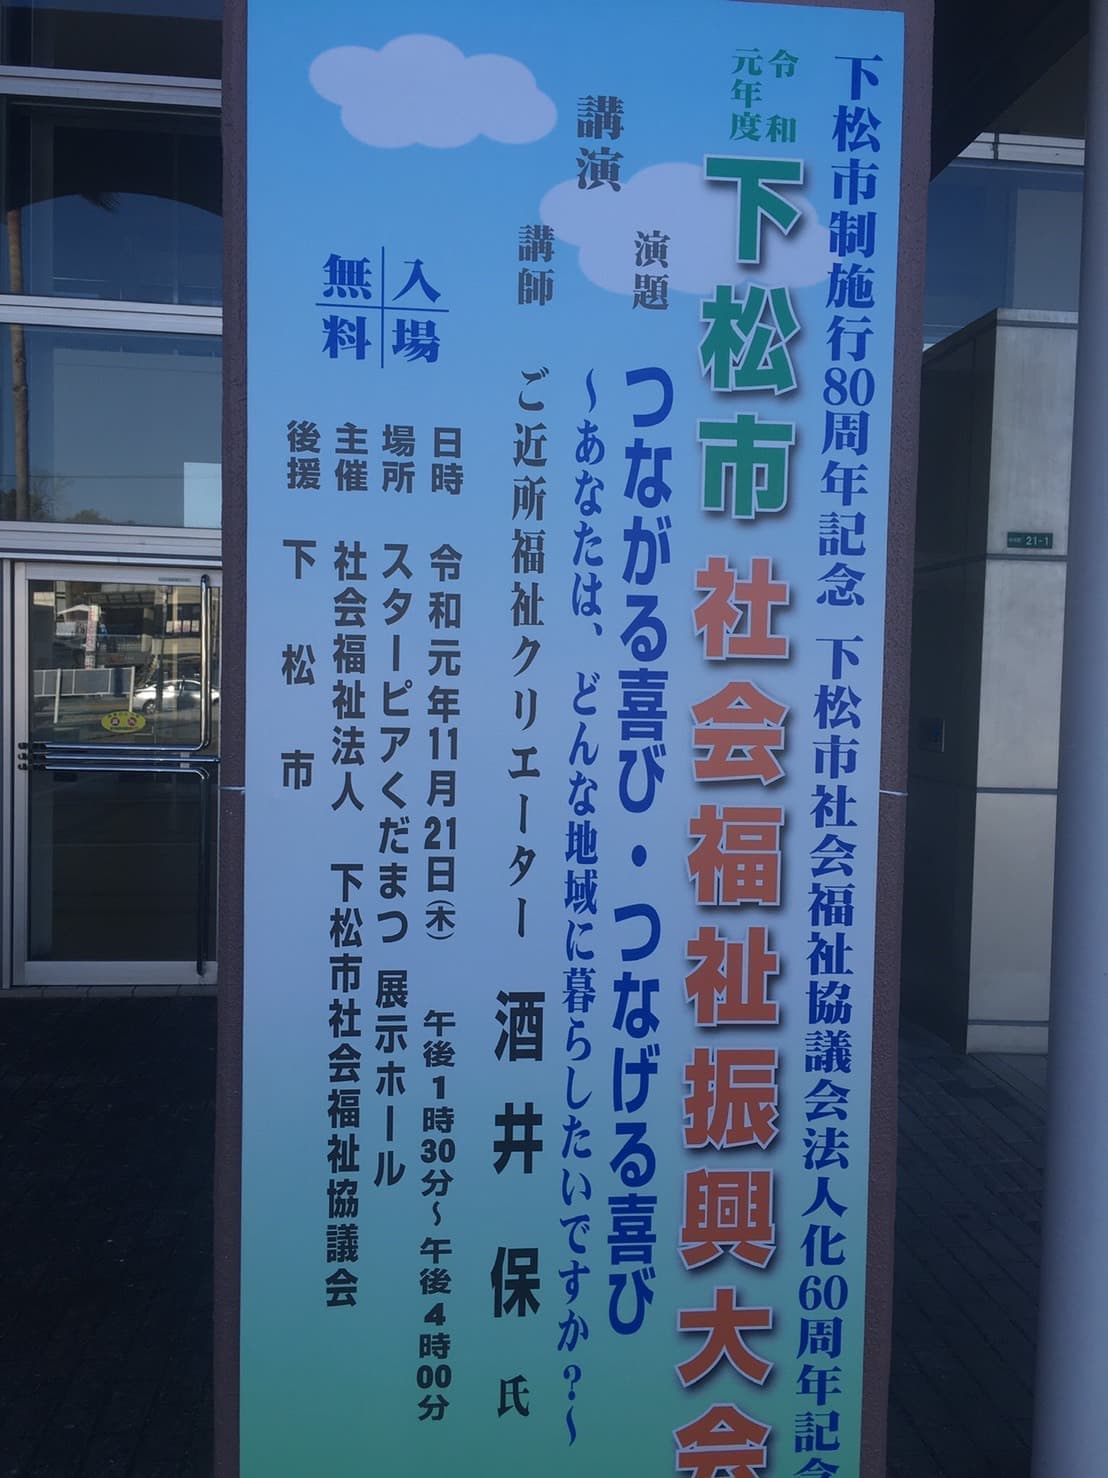 下松市制施行80周年記念 下松市社会福祉協議会法人化60周年記念
令和
元年度
下松市 社会福祉振興大会
講演
演題 つながる喜び・つなげる喜び
～あなたは、どんな地域に暮らしたいですか？～
講師 ご近所福祉クリエーター 酒井 保 氏
入場
無料
日時 令和元年11月21日(木) 午後1時30分～午後4時00分
場所 スターピアくだまつ 展示ホール
主催 社会福祉法人 下松市社会福祉協議会
後援 下松市
21-1